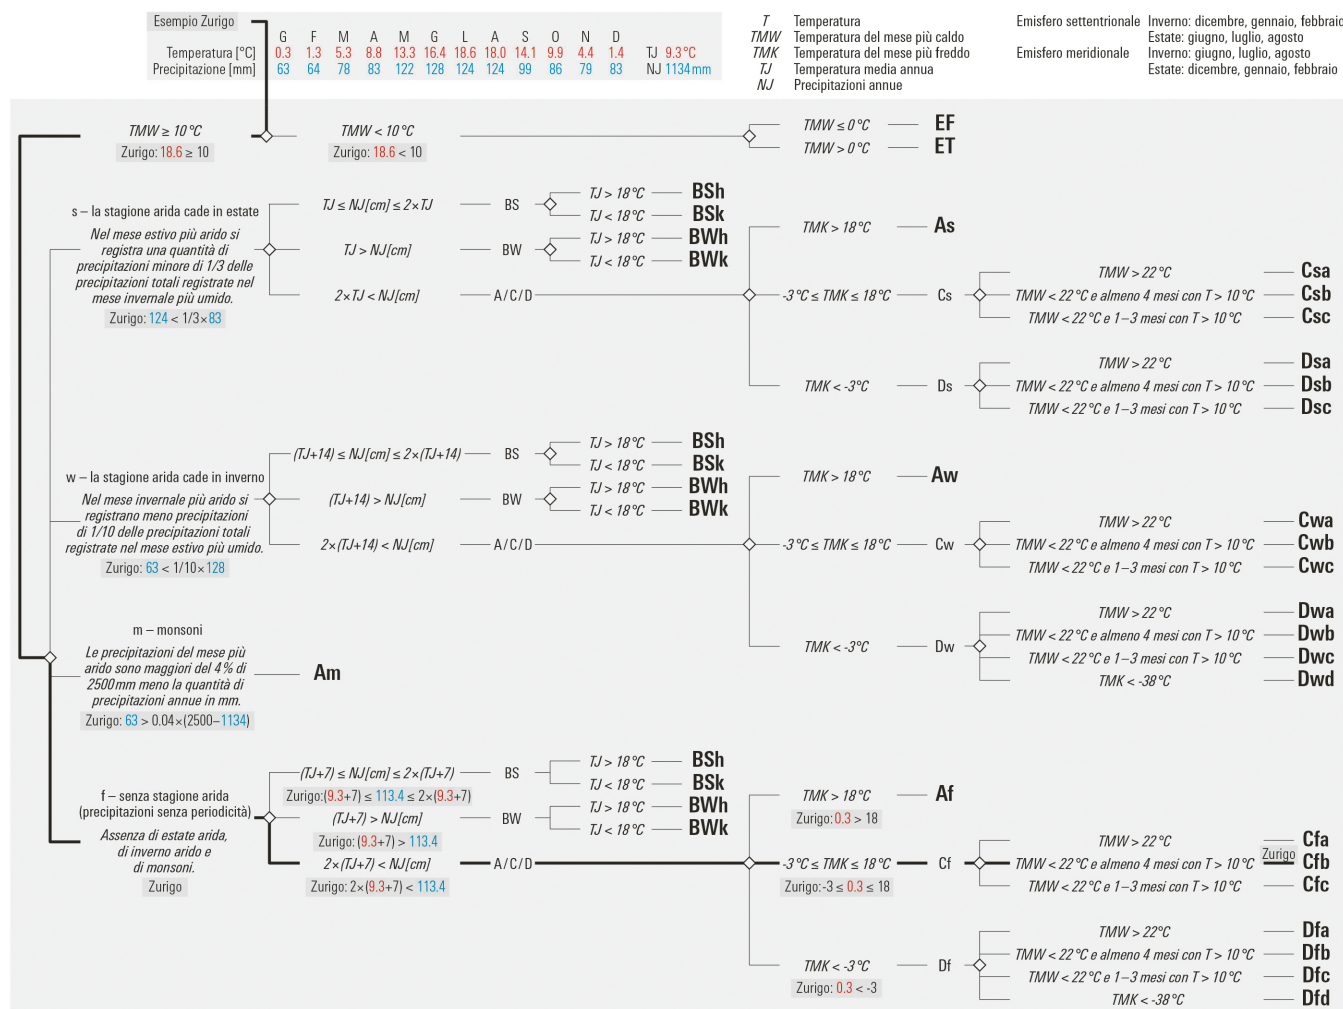 Esempio Zurigo
G F M A M G L A S O N D
Temperatura [°C] 0.3 1.3 5.3 8.8 13.3 16.4 18.6 18.0 14.1 9.9 4.4 1.4 TJ 9.3°C
Precipitazione [mm] 63 64 78 83 122 128 124 124 99 86 79 83 NJ 1134mm
T Temperatura
TMW Temperatura del mese più caldo
TMK Temperatura del mese più freddo
TJ Temperatura media annua
NJ Precipitazioni annue
Emisfero settentrionale Inverno: dicembre, gennaio, febbraio
Estate: giugno, luglio, agosto
Emisfero meridionale Inverno: giugno, luglio, agosto
Estate: dicembre, gennaio, febbraio
TMW ≥ 10°C
Zurigo: 18.6 ≥ 10
TMW < 10°C
Zurigo: 18.6 < 10
TMW ≤ 0°C EF
TMW > 0°C ET
s – la stagione arida cade in estate
Nel mese estivo più arido si
registra una quantità di
precipitazioni minore di 1/3 delle
precipitazioni totali registrate nel
mese invernale più umido.
Zurigo: 124 < 1/3×83
TJ ≤ NJ[cm] ≤ 2×TJ BS
TJ > 18°C BSh
TJ < 18°C BSk
TJ > NJ[cm] BW
TJ > 18°C BWh
TJ < 18°C BWk
2×TJ < NJ[cm] A/C/D
TMK > 18°C As
-3°C ≤ TMK ≤ 18°C Cs
TMW > 22°C Csa
TMW < 22°C e almeno 4 mesi con T > 10°C Csb
TMW < 22°C e 1–3 mesi con T > 10°C Csc
TMK < -3°C Ds
TMW > 22°C Dsa
TMW < 22°C e almeno 4 mesi con T > 10°C Dsb
TMW < 22°C e 1–3 mesi con T > 10°C Dsc
w – la stagione arida cade in inverno
Nel mese invernale più arido si
registrano meno precipitazioni
di 1/10 delle precipitazioni totali
registrate nel mese estivo più umido.
Zurigo: 63 < 1/10×128
(TJ+14) ≤ NJ[cm] ≤ 2×(TJ+14) BS
TJ > 18°C BSh
TJ < 18°C BSk
(TJ+14) > NJ[cm] BW
TJ > 18°C BWh
TJ < 18°C BWk
2×(TJ+14) < NJ[cm] A/C/D
TMK > 18°C Aw
-3°C ≤ TMK ≤ 18°C Cw
TMW > 22°C Cwa
TMW < 22°C e almeno 4 mesi con T > 10°C Cwb
TMW < 22°C e 1–3 mesi con T > 10°C Cwc
TMK < -3°C Dw
TMW > 22°C Dwa
TMW < 22°C e almeno 4 mesi con T > 10°C Dwb
TMW < 22°C e 1–3 mesi con T > 10°C Dwc
TMK < -38°C Dwd
m – monsoni
Le precipitazioni del mese più
arido sono maggiori del 4% di
2500mm meno la quantità di
precipitazioni annue in mm.
Zurigo: 63 > 0.04×(2500–1134)
Am
f – senza stagione arida
(precipitazioni senza periodicità)
Assenza di estate arida,
di inverno arido e
di monsoni.
Zurigo
(TJ+7) ≤ NJ[cm] ≤ 2×(TJ+7) BS
Zurigo:(9.3+7) ≤ 113.4 ≤ 2×(9.3+7)
TJ > 18°C BSh
TJ < 18°C BSk
(TJ+7) > NJ[cm] BW
Zurigo: (9.3+7) > 113.4
TJ > 18°C BWh
TJ < 18°C BWk
2×(TJ+7) < NJ[cm] A/C/D
Zurigo: 2×(9.3+7) < 113.4
TMK > 18°C Af
Zurigo: 0.3 > 18
-3°C ≤ TMK ≤ 18°C Cf
Zurigo:-3 ≤ 0.3 ≤ 18
TMW > 22°C Cfa
TMW < 22°C e almeno 4 mesi con T > 10°C Zurigo Cfb
TMW < 22°C e 1–3 mesi con T > 10°C Cfc
TMK < -3°C Df
Zurigo: 0.3 < -3
TMW > 22°C Dfa
TMW < 22°C e almeno 4 mesi con T > 10°C Dfb
TMW < 22°C e 1–3 mesi con T > 10°C Dfc
TMK < -38°C Dfd